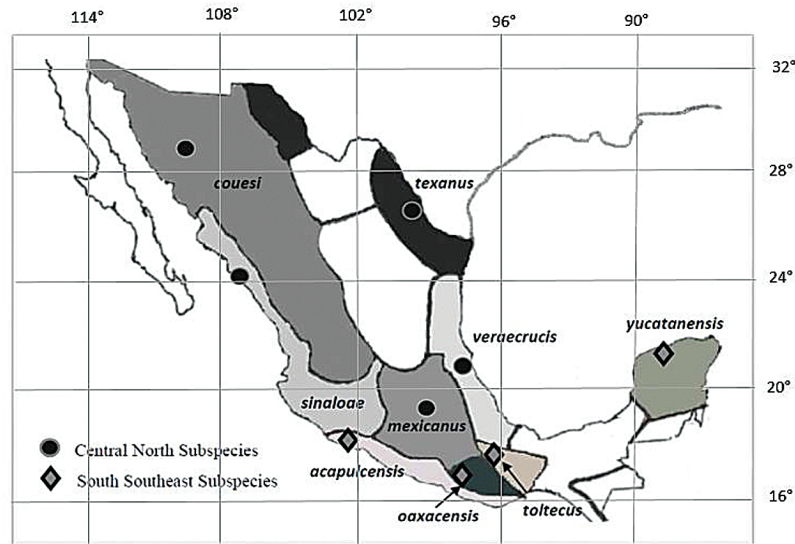 114° 108° 102° 96° 90°
32°
28°
24°
20°
16°
couesi
texanus
veraecrucis
yucatanensis
sinaloae
mexicanus
acapulcensis
oaxacensis
toltecus
Central North Subspecies
South Southeast Subspecies